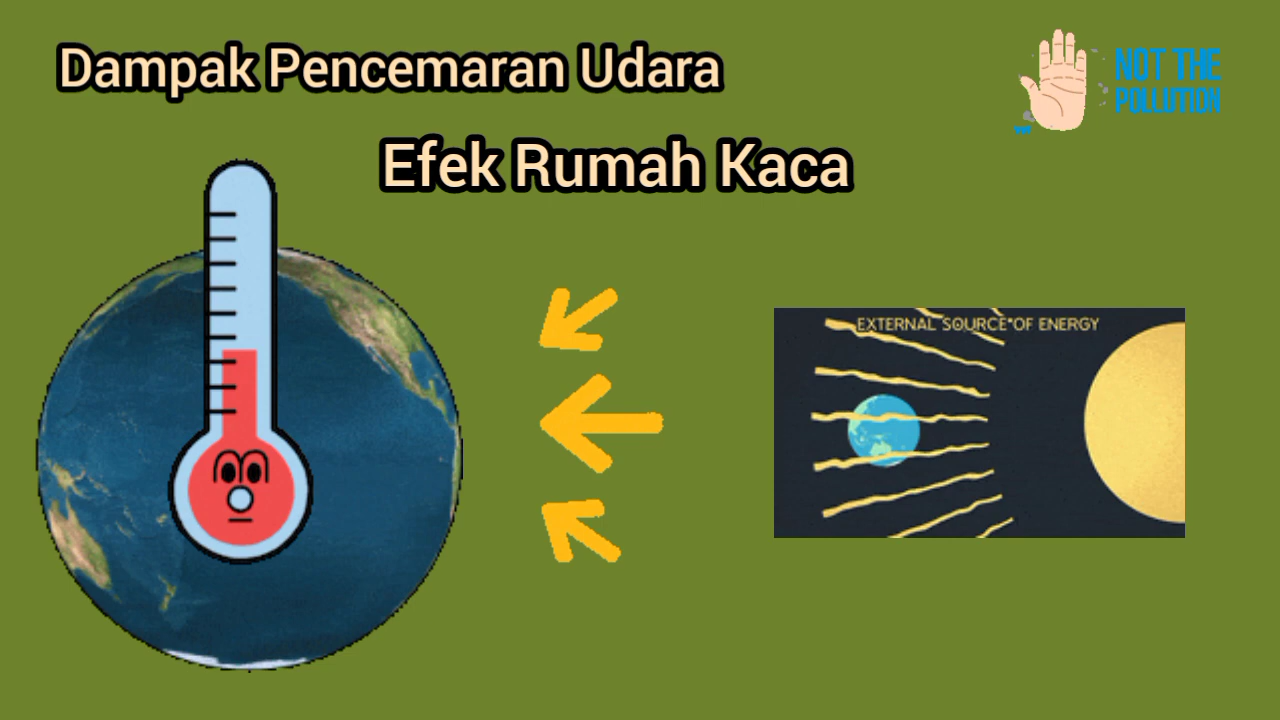 Dampak Pencemaran Udara
NOT THE
POLLUTION
Efek Rumah Kaca
EXTERNAL SOURCE OF ENERGY